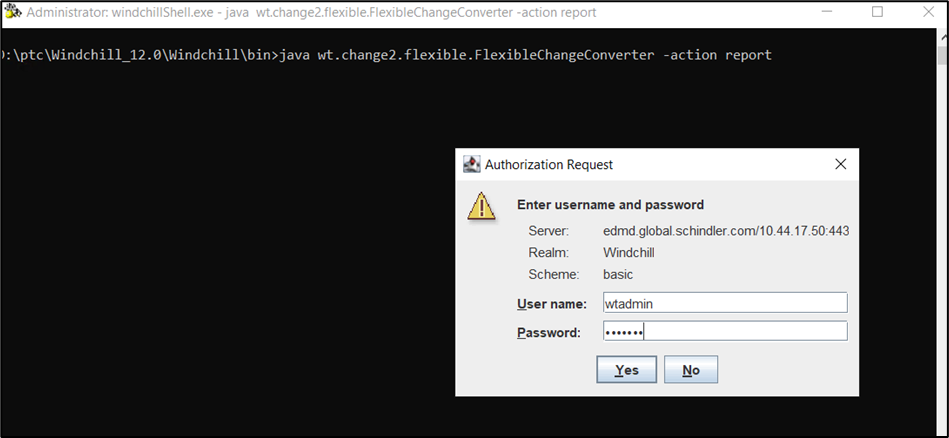 Administrator: windchillShell.exe - java  wt.change2.flexible.FlexibleChangeConverter -action report
D:\ptc\Windchill_12.0\Windchill\bin>java wt.change2.flexible.FlexibleChangeConverter -action report
Authorization Request
Enter username and password
Server: edmd.global.schindler.com/10.44.17.50:443
Realm: Windchill
Scheme: basic
User name: wtadmin
Password: •••••••
Yes No